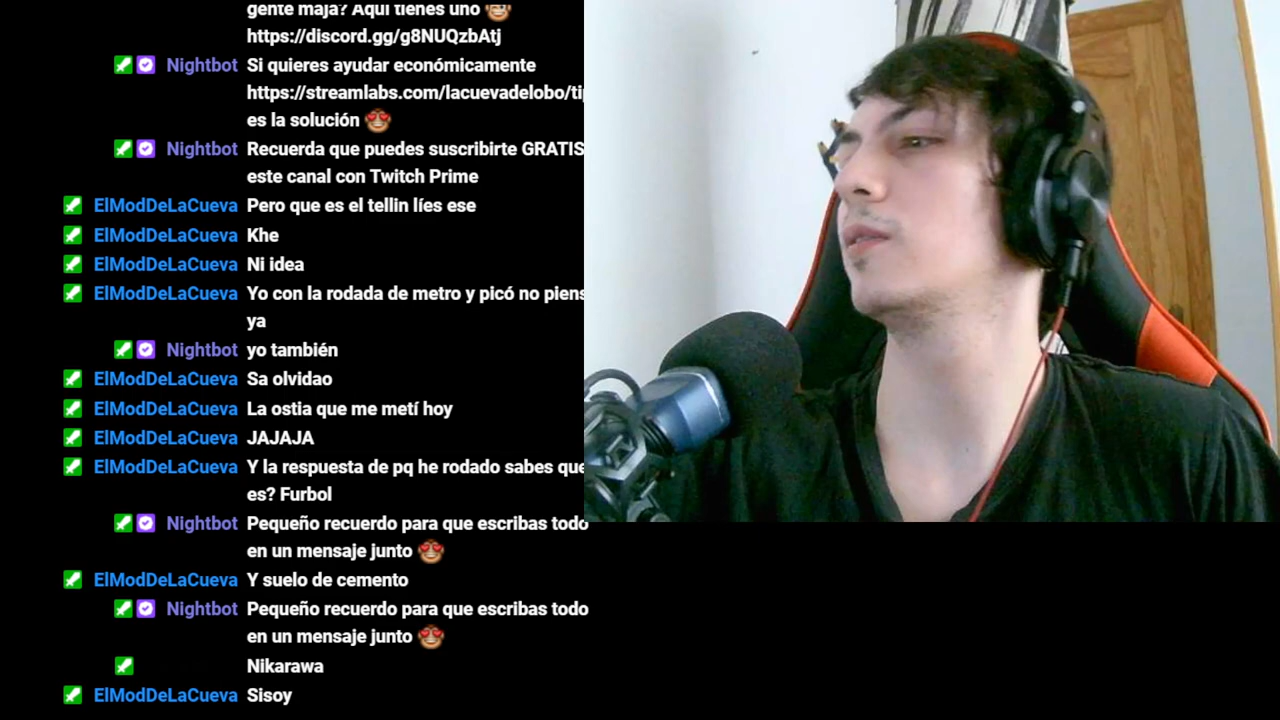 gente maja? Aquí tienes uno
https://discord.gg/g8NUQzbAtj
Nightbot Si quieres ayudar económicamente
https://streamlabs.com/lacuevadelobo/tip
es la solución
Nightbot Recuerda que puedes suscribirte GRATIS
este canal con Twitch Prime
ElModDeLaCueva Pero que es el tellin líes ese
ElModDeLaCueva Khe
ElModDeLaCueva Ni idea
ElModDeLaCueva Yo con la rodada de metro y picó no piens
ya
Nightbot yo también
ElModDeLaCueva Sa olvidao
ElModDeLaCueva La ostia que me metí hoy
ElModDeLaCueva JAJAJA
ElModDeLaCueva Y la respuesta de pq he rodado sabes que
es? Furbol
Nightbot Pequeño recuerdo para que escribas todo
en un mensaje junto
ElModDeLaCueva Y suelo de cemento
Nightbot Pequeño recuerdo para que escribas todo
en un mensaje junto
Nikarawa
ElModDeLaCueva Sisoy